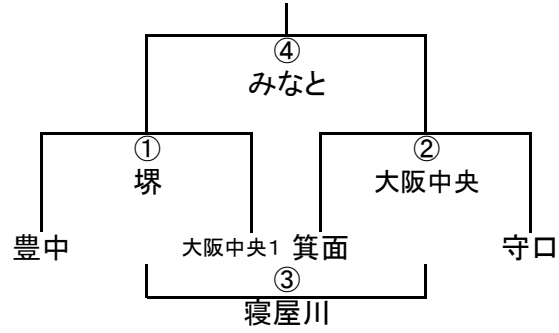 ④
みなと
① ②
堺 大阪中央
豊中 大阪中央1 箕面 守口
③
寝屋川